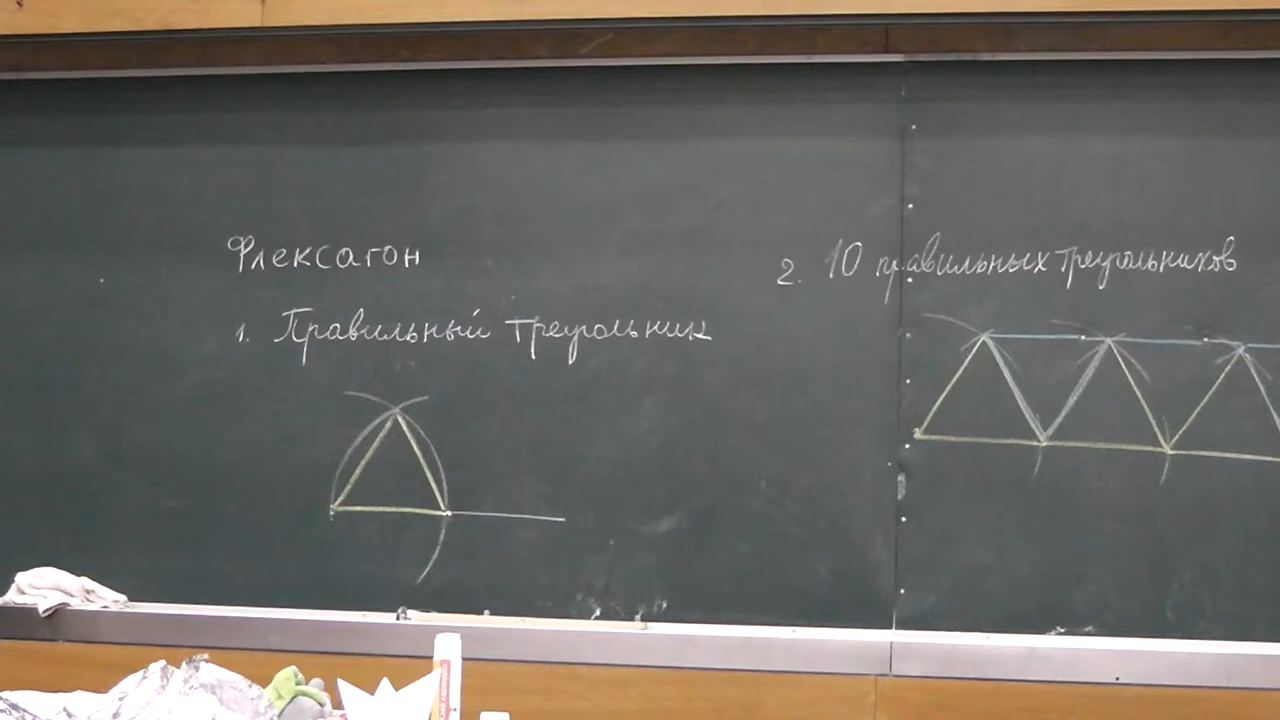 Флексагон
1. Правильный треугольник
2. 10 правильных треугольников